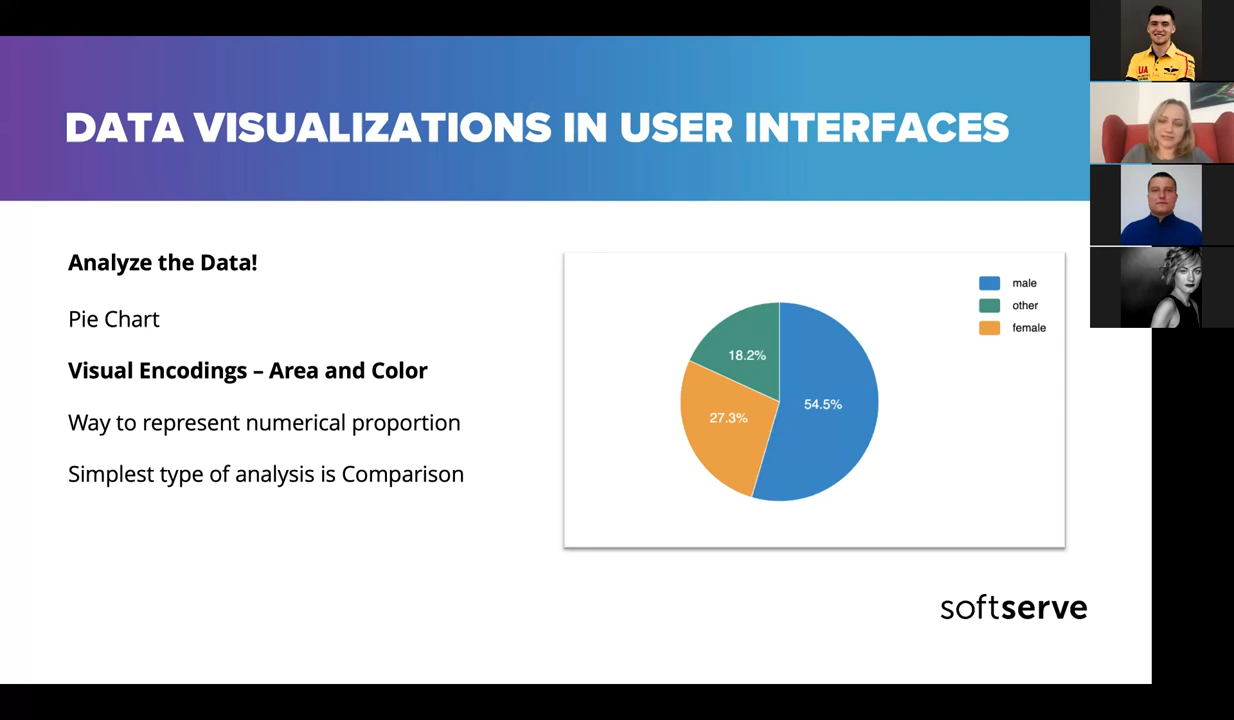 DATA VISUALIZATIONS IN USER INTERFACES
Analyze the Data!
Pie Chart
Visual Encodings – Area and Color
Way to represent numerical proportion
Simplest type of analysis is Comparison
male
other
female
18.2%
54.5%
27.3%
softserve
UA